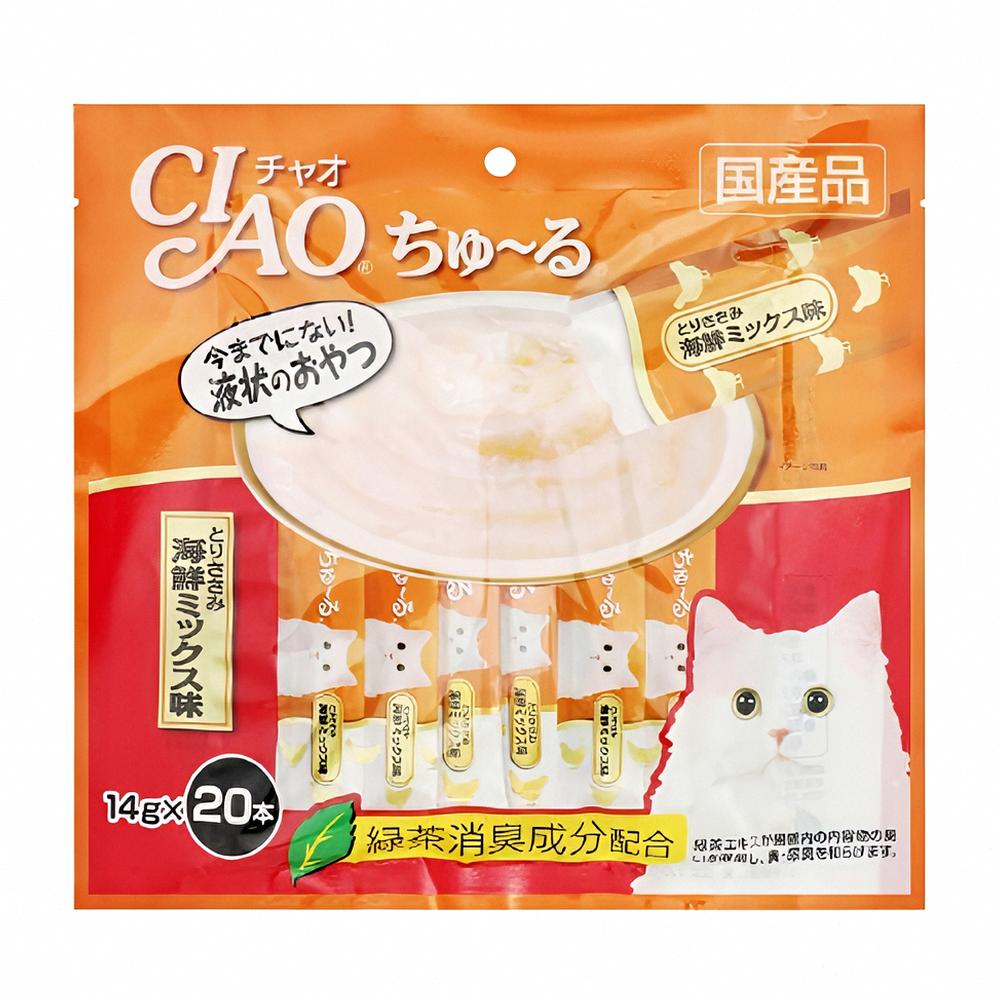 CIAO
チャオ
ちゅ～る
国産品
今までにない!
液状のおやつ
とりささみ
海鮮ミックス味
とりささみ
海鮮ミックス味
14g×20本
緑茶消臭成分配合